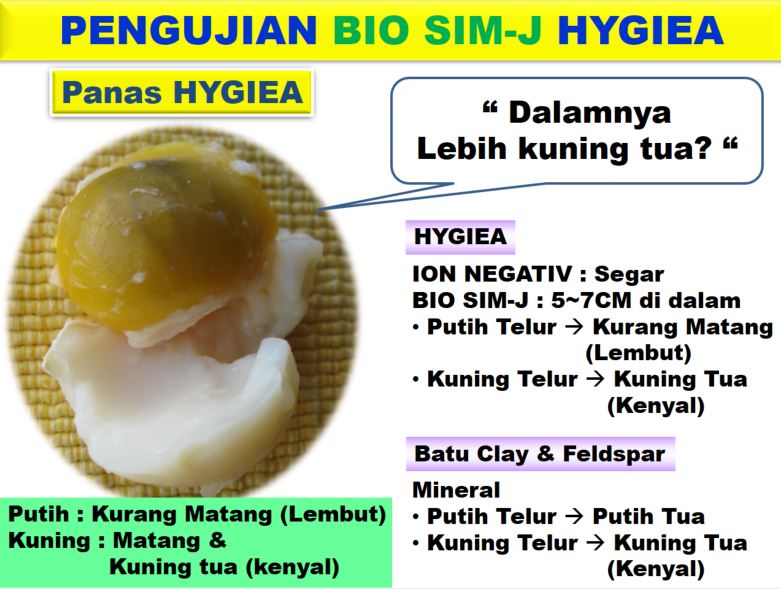 PENGUJIAN BIO SIM-J HYGIEA
Panas HYGIEA
“ Dalamnya
Lebih kuning tua? “
HYGIEA
ION NEGATIV : Segar
BIO SIM-J : 5~7CM di dalam
• Putih Telur → Kurang Matang
(Lembut)
• Kuning Telur → Kuning Tua
(Kenyal)
Batu Clay & Feldspar
Mineral
• Putih Telur → Putih Tua
• Kuning Telur → Kuning Tua
(Kenyal)
Putih : Kurang Matang (Lembut)
Kuning : Matang &
Kuning tua (kenyal)